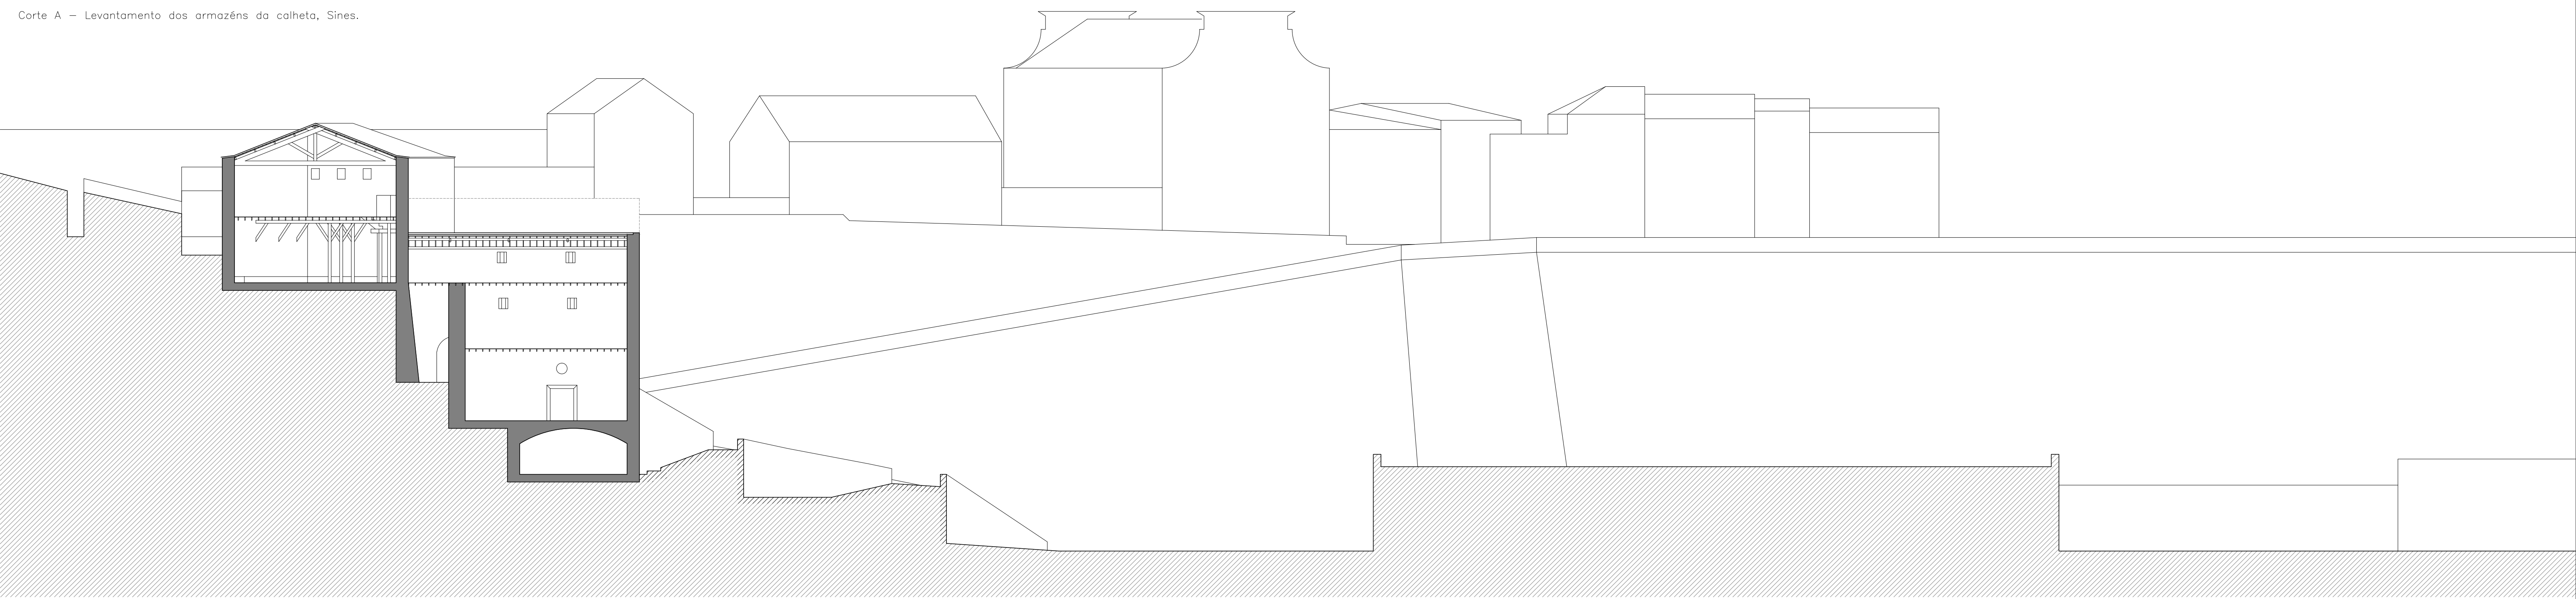 Corte A – Levantamento dos armazéns da calheta, Sines.